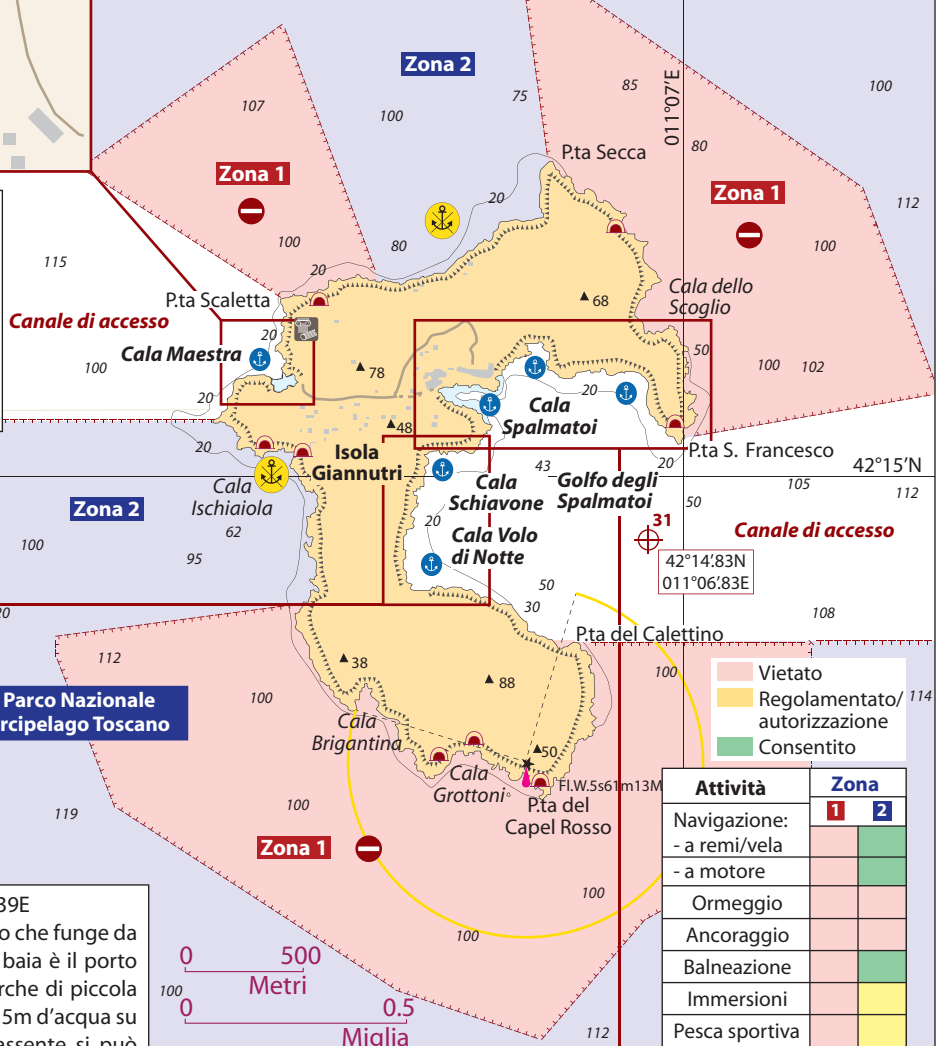 Zona 2
107
75
85
100
100
011°07'E
80
P.ta Secca
Zona 1
Zona 1
20
112
100
80
100
115
20
Cala dello
Scoglio
P.ta Scaletta
68
Canale di accesso
20
50
Cala Maestra
100
78
100
102
20
20
Cala
Spalmatoi
48
20
Isola
Giannutri
P.ta S. Francesco
20
43
42°15'N
Cala
Ischiaiola
Cala
Schiavone
Golfo degli
Spalmatoi
105
112
50
Zona 2
62
20
31
Canale di accesso
100
95
Cala Volo
di Notte
42°14'.83N
011°06'.83E
50
30
20
108
P.ta del Calettino
112
38
100
Vietato
88
Parco Nazionale
rcipelago Toscano
100
Regolamentato/
autorizzazione
114
Cala
Brigantina
Consentito
50
Cala
Grottoni
Fl.W.5s61m13M
Attività
Zona
119
100
P.ta del
Capel Rosso
1
2
Navigazione:
- a remi/vela
Zona 1
- a motore
39E
100
Ormeggio
o che funge da
100
Ancoraggio
baia è il porto
0
500
Balneazione
rche di piccola
Metri
100
Immersioni
5m d'acqua su
0
0.5
Pesca sportiva
assente si può
Miglia
112